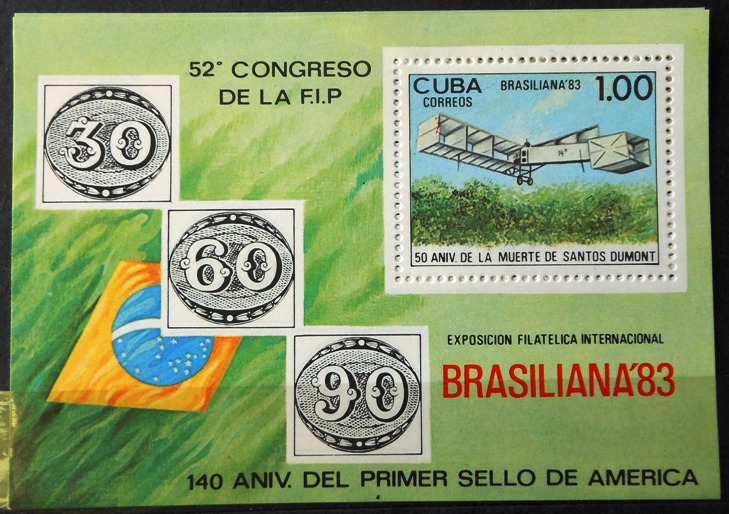 52° CONGRESO
DE LA F.I.P
30
60
90
CUBA
CORREOS
BRASILIANA'83
1.00
14
50 ANIV. DE LA MUERTE DE SANTOS DUMONT
EXPOSICION FILATELICA INTERNACIONAL
BRASILIANA'83
140 ANIV. DEL PRIMER SELLO DE AMERICA